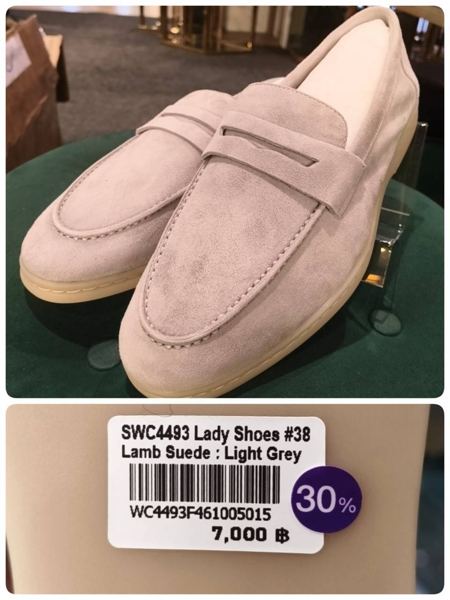 SWC4493 Lady Shoes #38
Lamb Suede : Light Grey
30%
WC4493F461005015
7,000 ฿